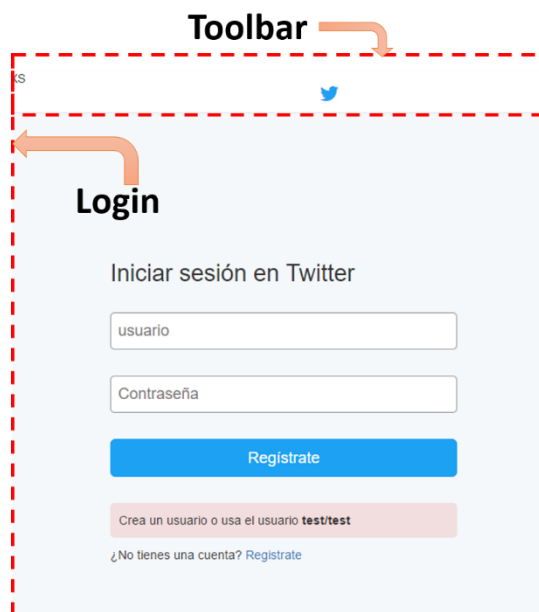 Toolbar
Login
Iniciar sesión en Twitter
usuario
Contraseña
Regístrate
Crea un usuario o usa el usuario test/test
¿No tienes una cuenta? Registrate